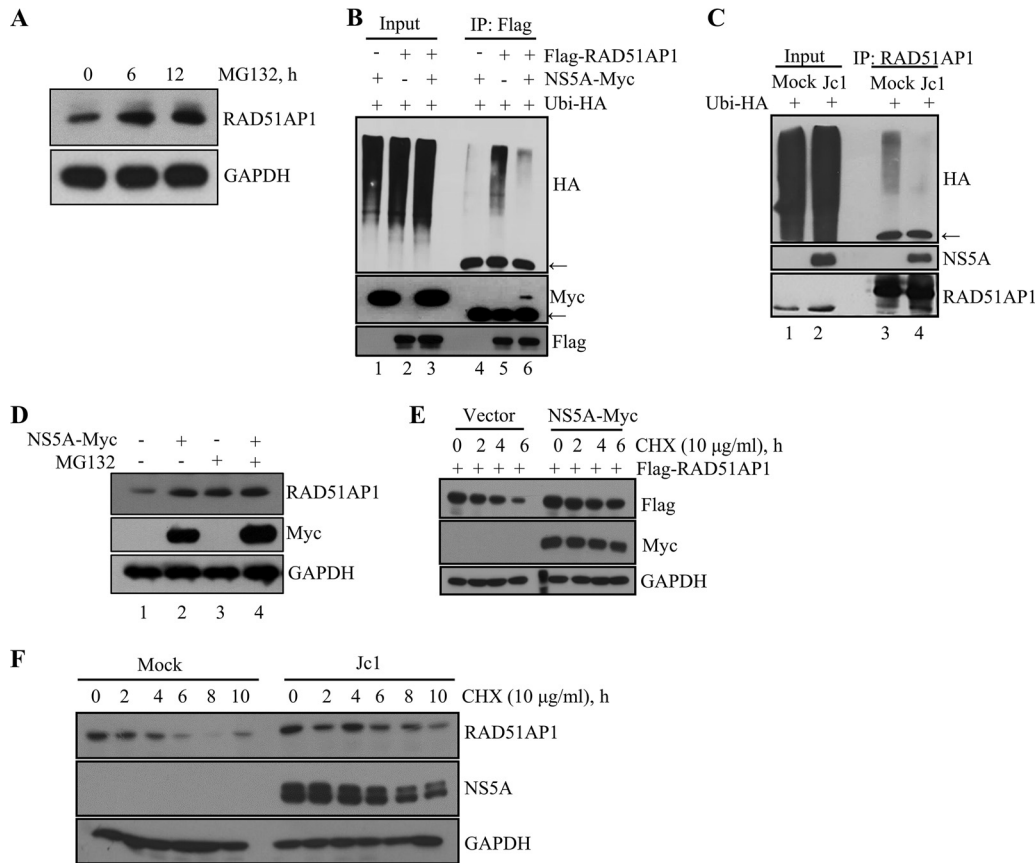 A
0 6 12 MG132, h
RAD51AP1
GAPDH
B
Input IP: Flag
- + + - + + Flag-RAD51AP1
+ - + + - + NS5A-Myc
+ + + + + + Ubi-HA
HA
←
Myc
←
Flag
1 2 3 4 5 6
C
Input IP: RAD51AP1
Mock Jc1 Mock Jc1
Ubi-HA + + + +
HA
←
NS5A
RAD51AP1
1 2 3 4
D
NS5A-Myc - + - +
MG132 - - + +
RAD51AP1
Myc
GAPDH
1 2 3 4
E
Vector NS5A-Myc
0 2 4 6 0 2 4 6 CHX (10 μg/ml), h
+ + + + + + + + Flag-RAD51AP1
Flag
Myc
GAPDH
F
Mock Jc1
0 2 4 6 8 10 0 2 4 6 8 10 CHX (10 μg/ml), h
RAD51AP1
NS5A
GAPDH